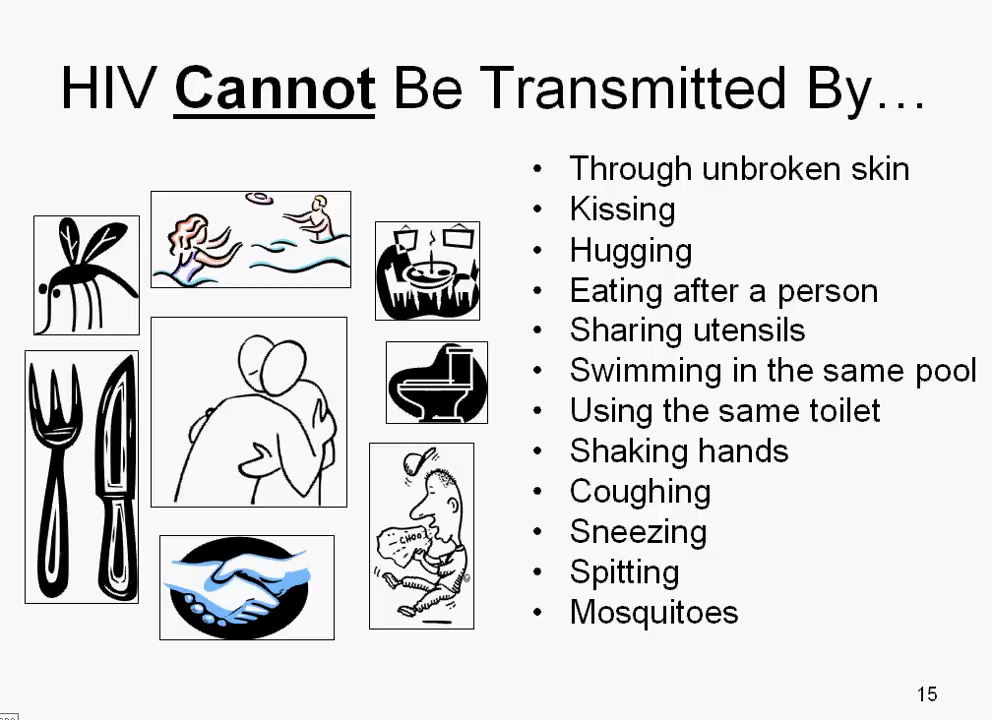 HIV Cannot Be Transmitted By…
• Through unbroken skin
• Kissing
• Hugging
• Eating after a person
• Sharing utensils
• Swimming in the same pool
• Using the same toilet
• Shaking hands
• Coughing
• Sneezing
• Spitting
• Mosquitoes
CHOO
15